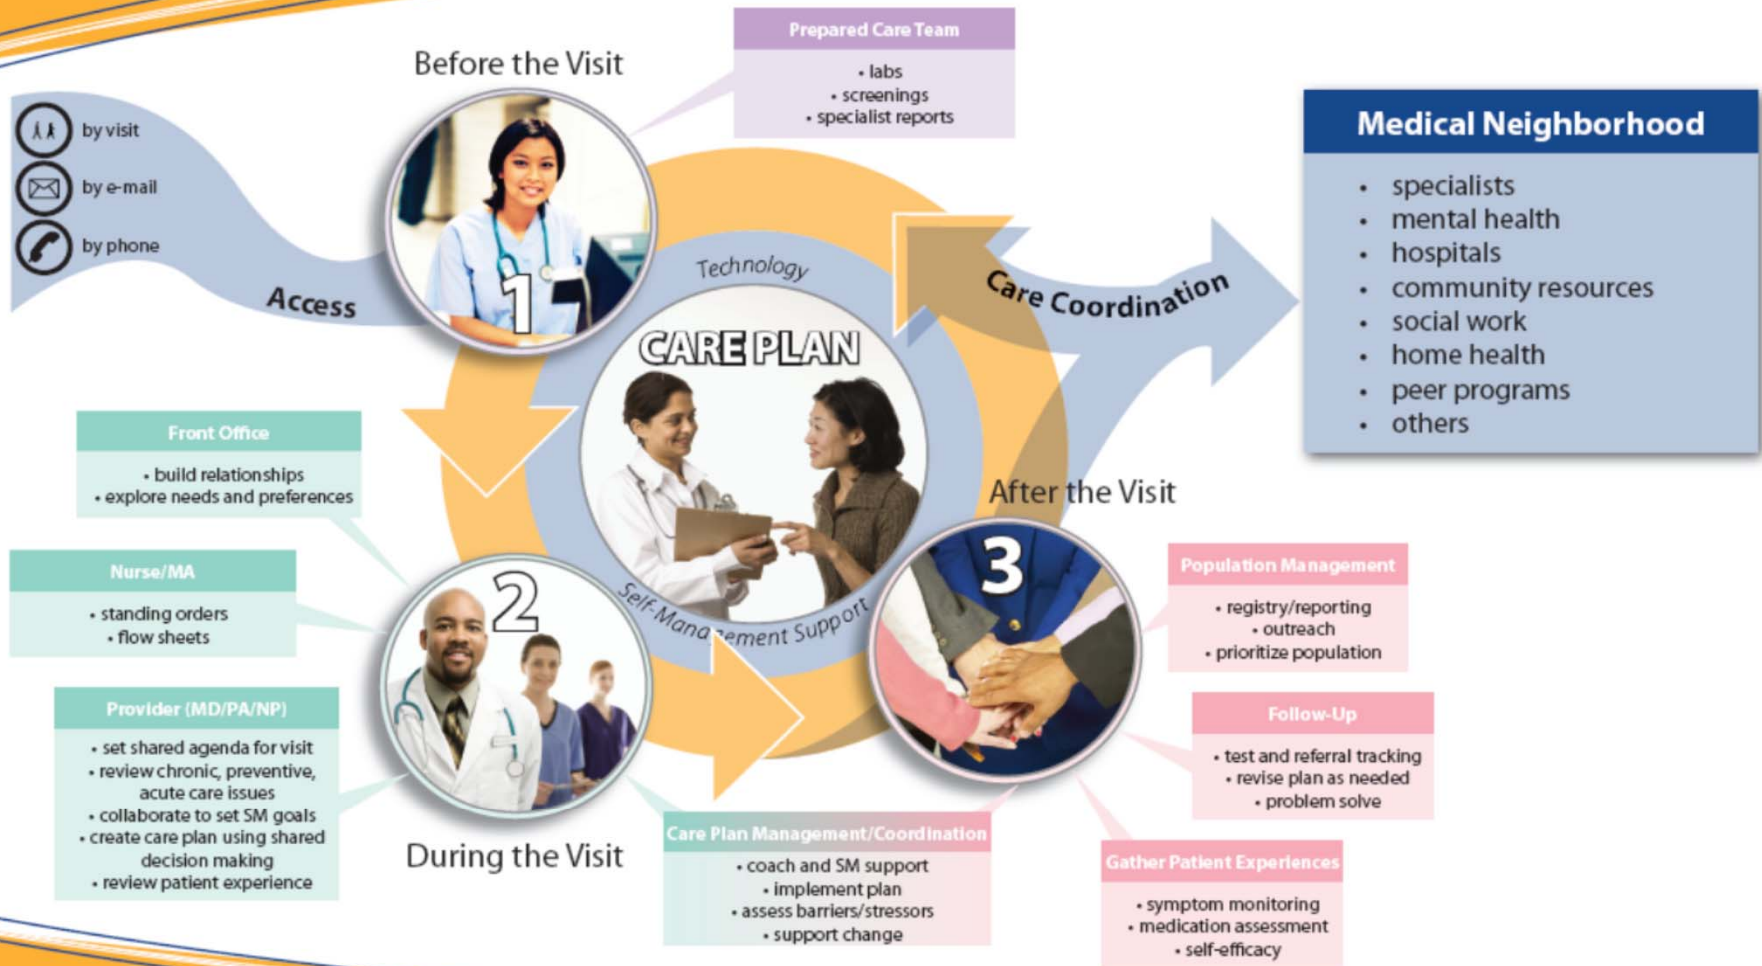 Before the Visit
Prepared Care Team
• labs
• screenings
• specialist reports
by visit
by e-mail
by phone
Access
1
Technology
CARE PLAN
Self-Management Support
Care Coordination
Medical Neighborhood
• specialists
• mental health
• hospitals
• community resources
• social work
• home health
• peer programs
• others
Front Office
• build relationships
• explore needs and preferences
Nurse/MA
• standing orders
• flow sheets
Provider (MD/PA/NP)
• set shared agenda for visit
• review chronic, preventive,
acute care issues
• collaborate to set SM goals
• create care plan using shared
decision making
• review patient experience
2
During the Visit
Care Plan Management/Coordination
• coach and SM support
• implement plan
• assess barriers/stressors
• support change
After the Visit
3
Population Management
• registry/reporting
• outreach
• prioritize population
Follow-Up
• test and referral tracking
• revise plan as needed
• problem solve
Gather Patient Experiences
• symptom monitoring
• medication assessment
• self-efficacy